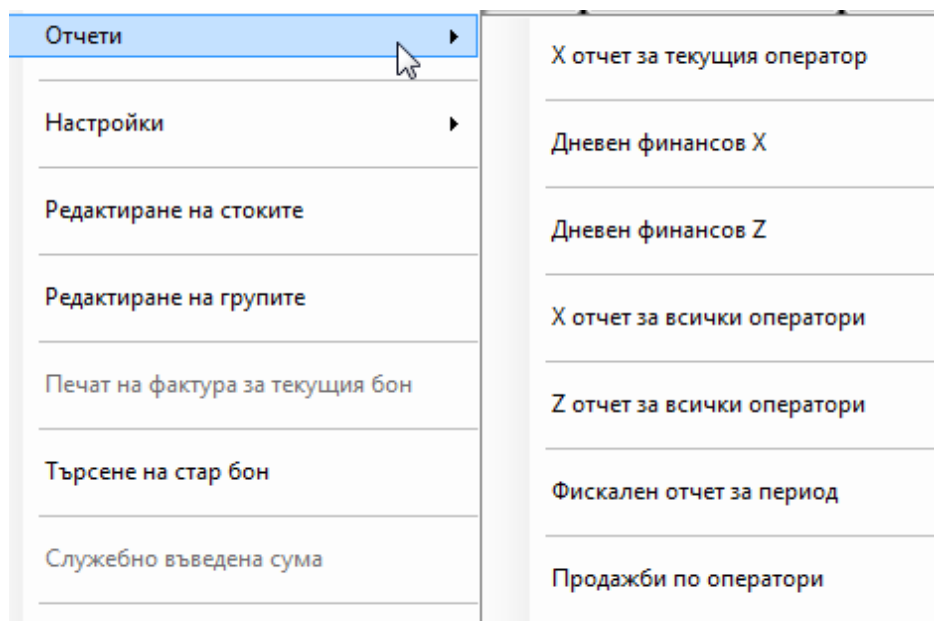 Отчети
Настройки
Редактиране на стоките
Редактиране на групите
Печат на фактура за текущия бон
Търсене на стар бон
Служебно въведена сума
X отчет за текущия оператор
Дневен финансов X
Дневен финансов Z
X отчет за всички оператори
Z отчет за всички оператори
Фискален отчет за период
Продажби по оператори